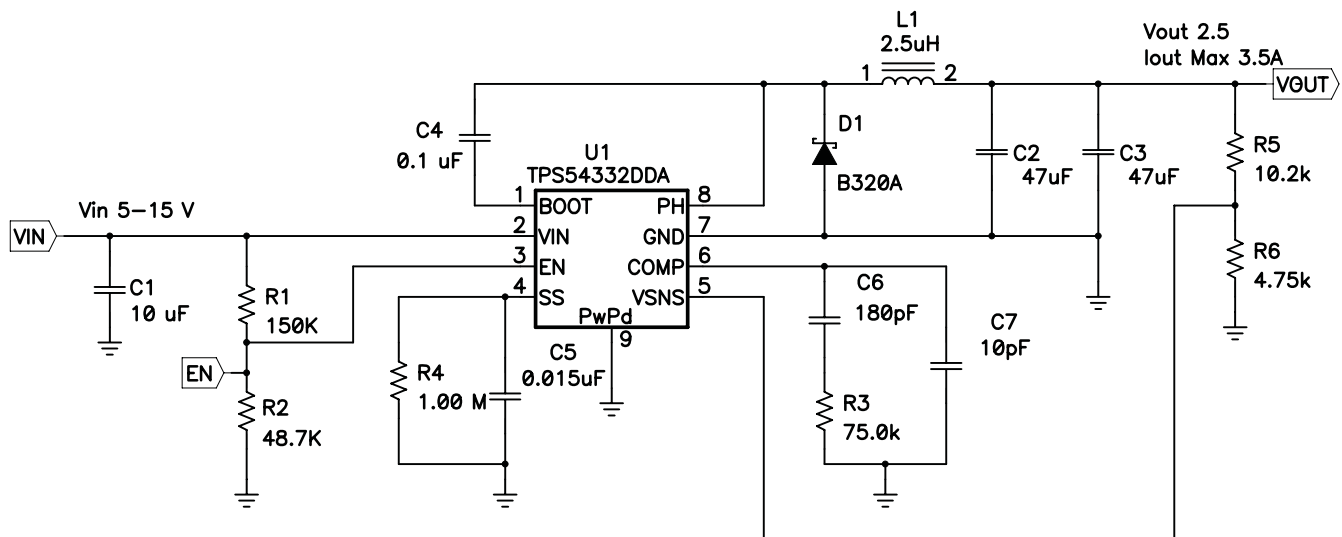 L1
2.5uH
1 2
Vout 2.5
Iout Max 3.5A
VOUT
C4
0.1 uF
D1
B320A
C2
47uF
C3
47uF
R5
10.2k
U1
TPS54332DDA
1 BOOT PH 8
2 VIN GND 7
3 EN COMP 6
4 SS VSNS 5
PwPd
9
Vin 5-15 V
VIN
C1
10 uF
R1
150K
EN
R2
48.7K
R4
1.00 M
C5
0.015uF
C6
180pF
R3
75.0k
C7
10pF
R6
4.75k